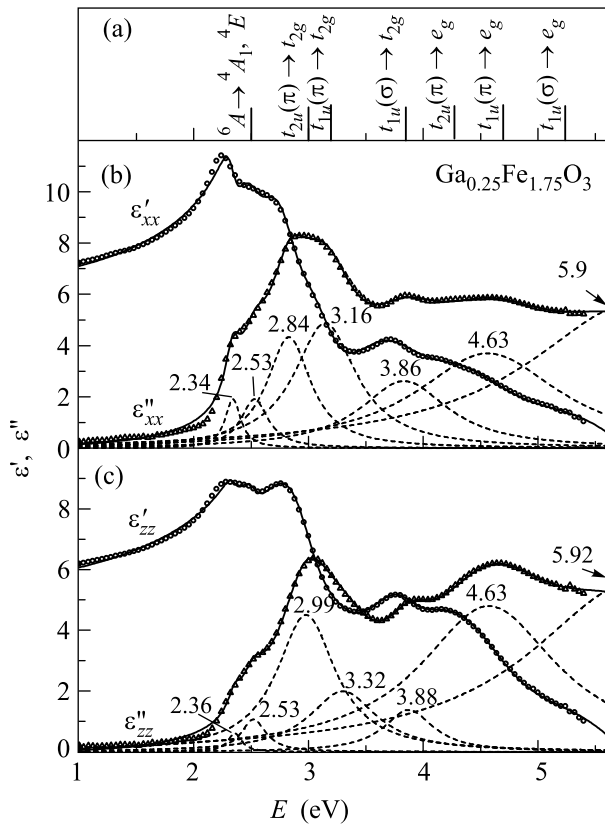 (a)
⁶A → ⁴A₁, ⁴E
t₂ᵤ(π) → t₂g
t₁ᵤ(π) → t₂g
t₁ᵤ(σ) → t₂g
t₂ᵤ(π) → e_g
t₁ᵤ(π) → e_g
t₁ᵤ(σ) → e_g
(b)
Ga₀.₂₅Fe₁.₇₅O₃
ε′xx
ε″xx
10
8
6
4
2
0
2.34
2.53
2.84
3.16
3.86
4.63
5.9
ε′, ε″
(c)
ε′zz
ε″zz
8
6
4
2
0
2.36
2.53
2.99
3.32
3.88
4.63
5.92
1 2 3 4 5
E (eV)